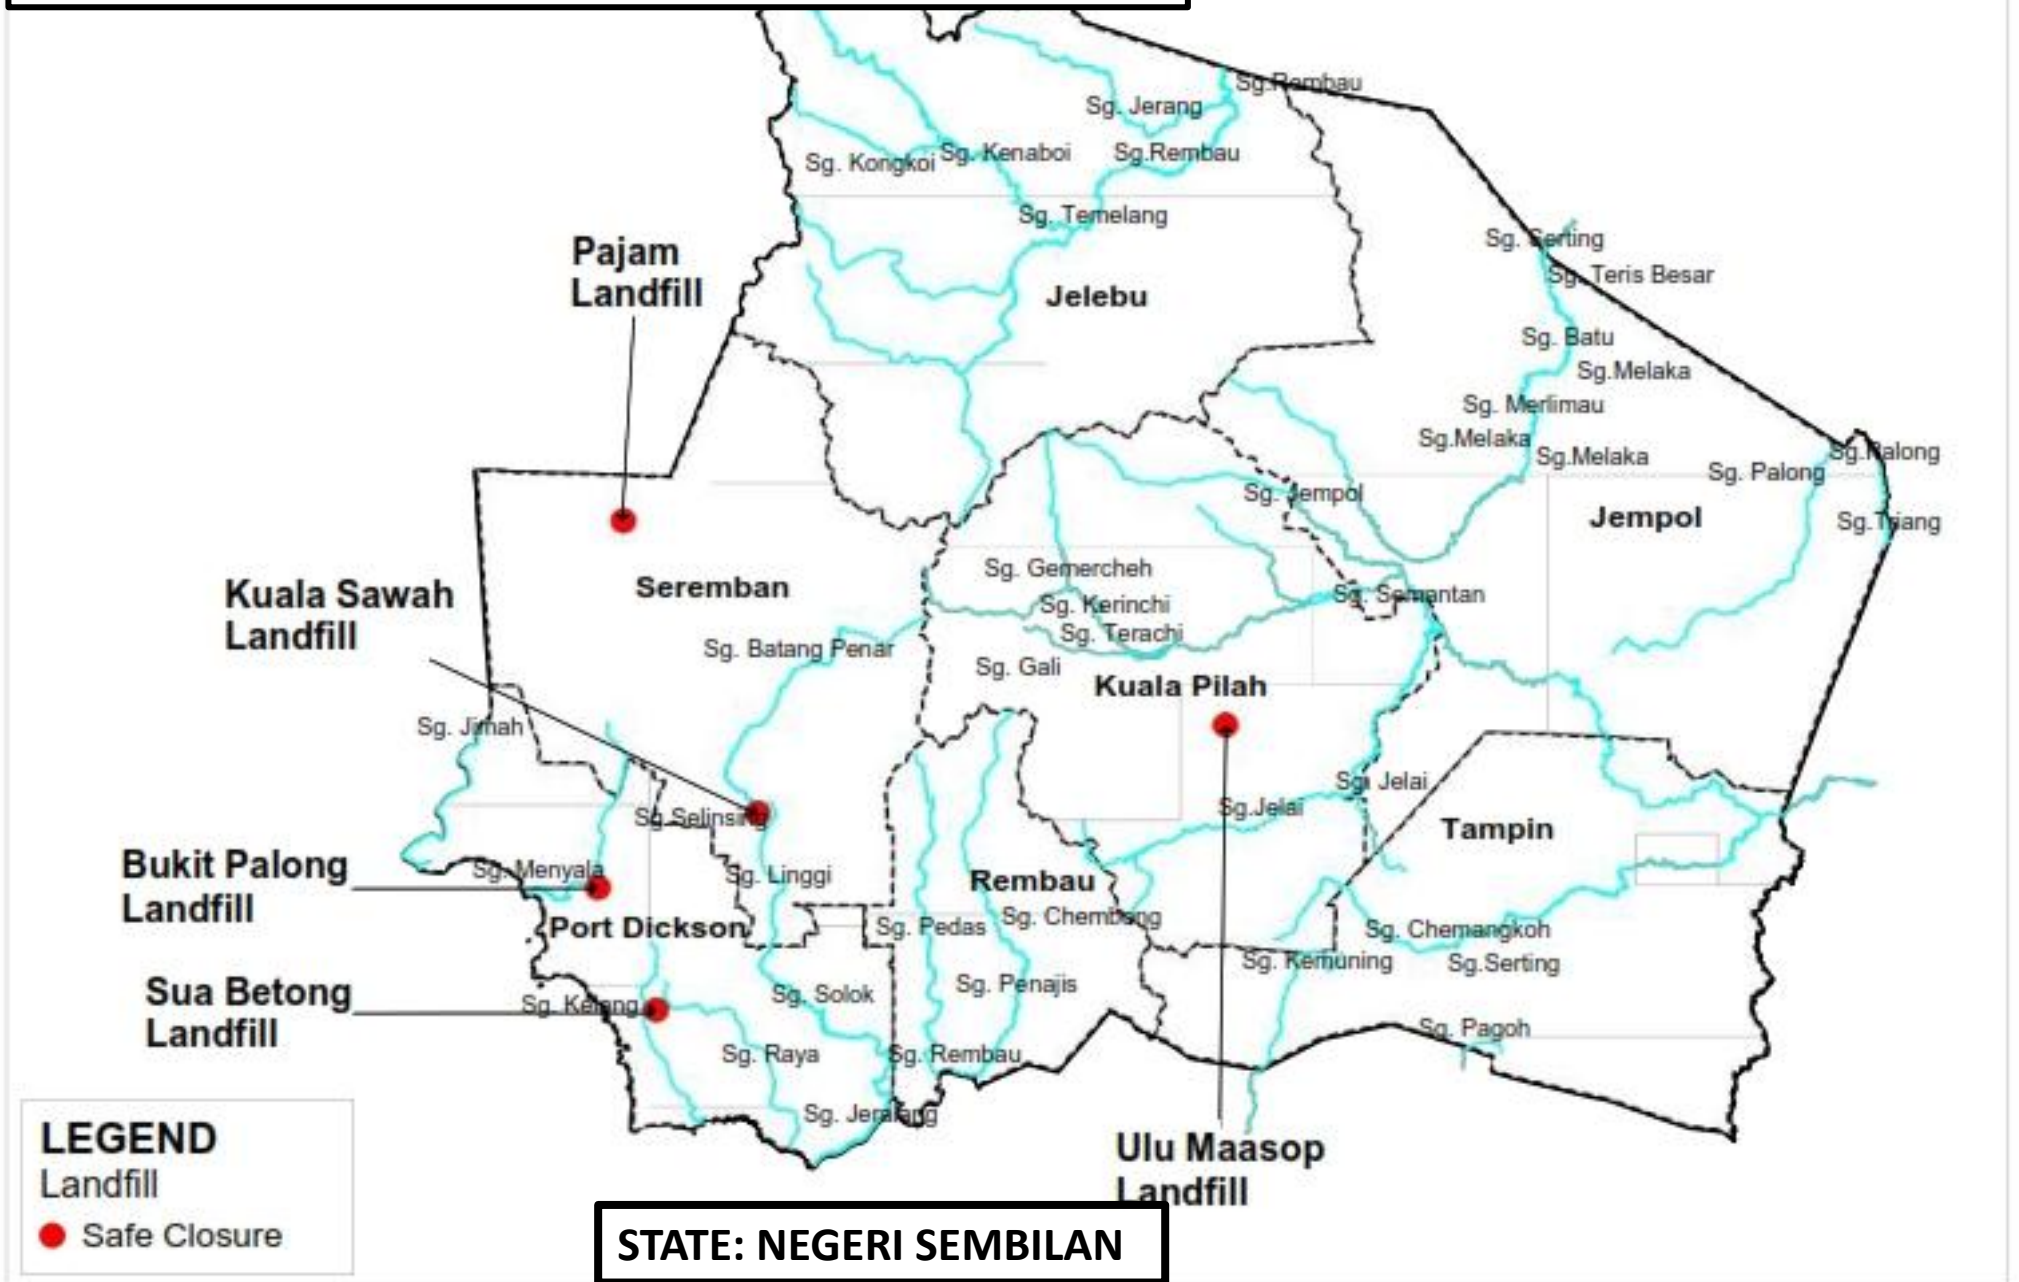 Sg.Rembau
Sg. Jerang
Sg. Kongkoi
Sg. Kenaboi
Sg.Rembau
Sg. Temelang
Sg. Serting
Sg. Teris Besar
Pajam
Landfill
Jelebu
Sg. Batu
Sg.Melaka
Sg. Merlimau
Sg.Melaka
Sg.Melaka
Sg. Palong
Sg.Palong
Sg. Jempol
Jempol
Sg.Triang
Seremban
Sg. Gemercheh
Sg. Kerinchi
Sg. Semantan
Kuala Sawah
Landfill
Sg. Terachi
Sg. Batang Penar
Sg. Gali
Kuala Pilah
Sg. Jimah
Sg. Jelai
Sg.Jelai
Sg.Selinsing
Tampin
Bukit Palong
Landfill
Sg. Menyala
Sg. Linggi
Rembau
Port Dickson
Sg. Pedas
Sg. Chembong
Sg. Chemangkoh
Sg. Kemuning
Sg.Serting
Sua Betong
Landfill
Sg. Kelang
Sg. Solok
Sg. Penajis
Sg. Pagoh
Sg. Raya
Sg. Rembau
Sg. Jeralang
Ulu Maasop
Landfill
LEGEND
Landfill
Safe Closure
STATE: NEGERI SEMBILAN